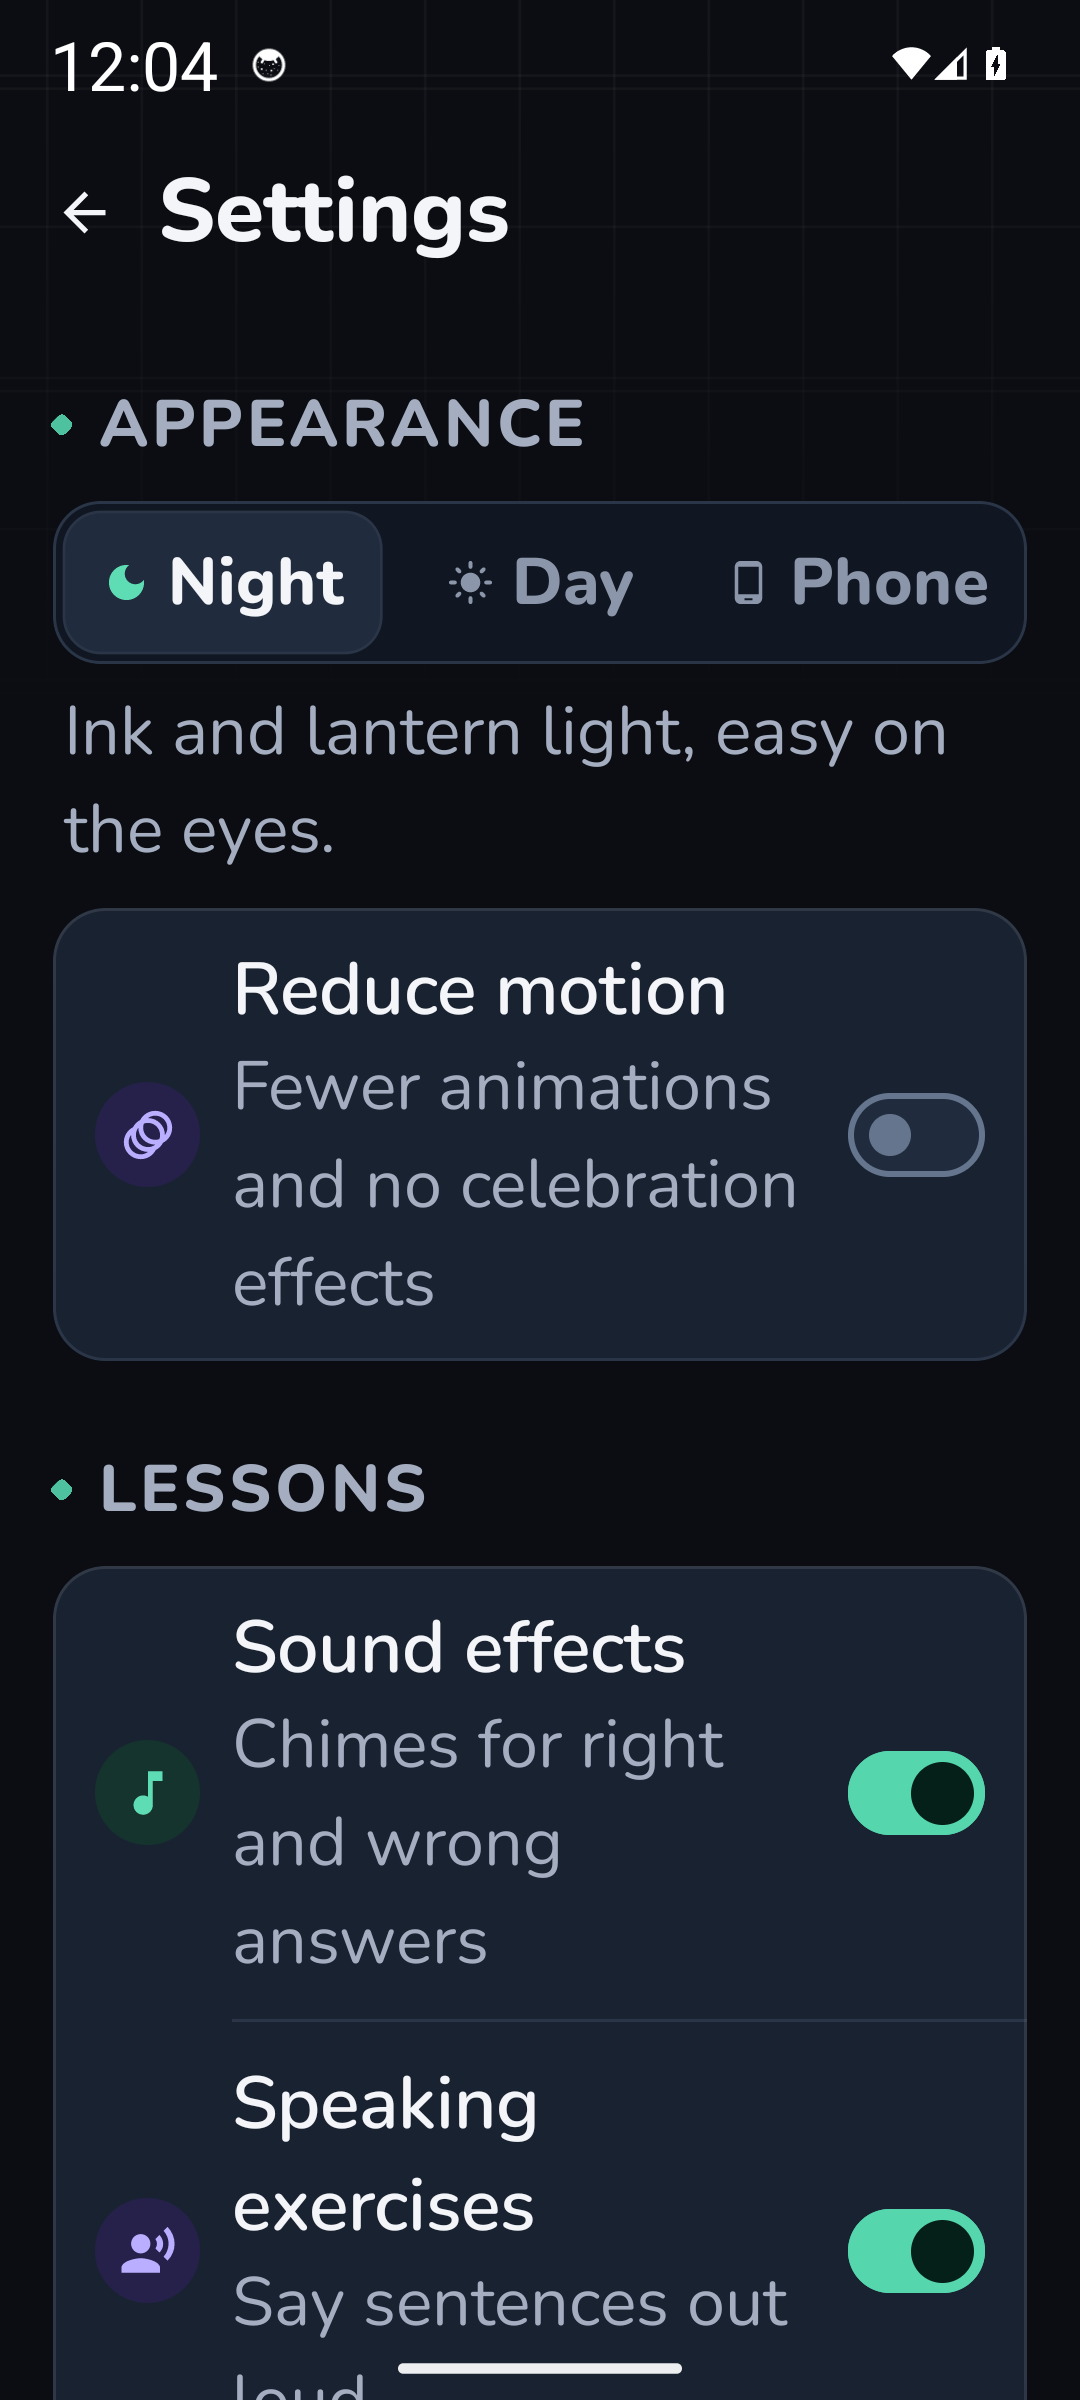 12:04
Settings
APPEARANCE
Night
Day
Phone
Ink and lantern light, easy on
the eyes.
Reduce motion
Fewer animations
and no celebration
effects
LESSONS
Sound effects
Chimes for right
and wrong
answers
Speaking
exercises
Say sentences out
loud